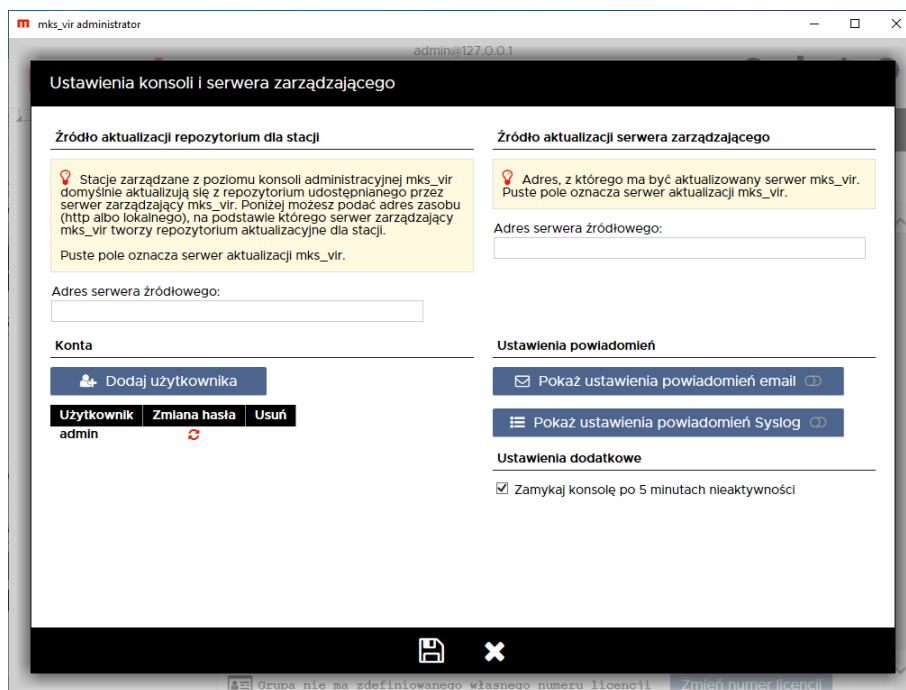 mks_vir administrator
admin@127.0.0.1
Ustawienia konsoli i serwera zarządzającego
Źródło aktualizacji repozytorium dla stacji
Stacje zarządzane z poziomu konsoli administracyjnej mks_vir
domyślnie aktualizują się z repozytorium udostępnianego przez
serwer zarządzający mks_vir. Poniżej możesz podać adres zasobu
(http albo lokalnego), na podstawie którego serwer zarządzający
mks_vir tworzy repozytorium aktualizacyjne dla stacji.
Puste pole oznacza serwer aktualizacji mks_vir.
Adres serwera źródłowego:
Źródło aktualizacji serwera zarządzającego
Adres, z którego ma być aktualizowany serwer mks_vir.
Puste pole oznacza serwer aktualizacji mks_vir.
Adres serwera źródłowego:
Konta
Dodaj użytkownika
Użytkownik Zmiana hasła Usuń
admin
Ustawienia powiadomień
Pokaż ustawienia powiadomień email
Pokaż ustawienia powiadomień Syslog
Ustawienia dodatkowe
Zamykaj konsolę po 5 minutach nieaktywności
Grupa nie ma zdefiniowanego własnego numeru licencji
Zmień numer licencji